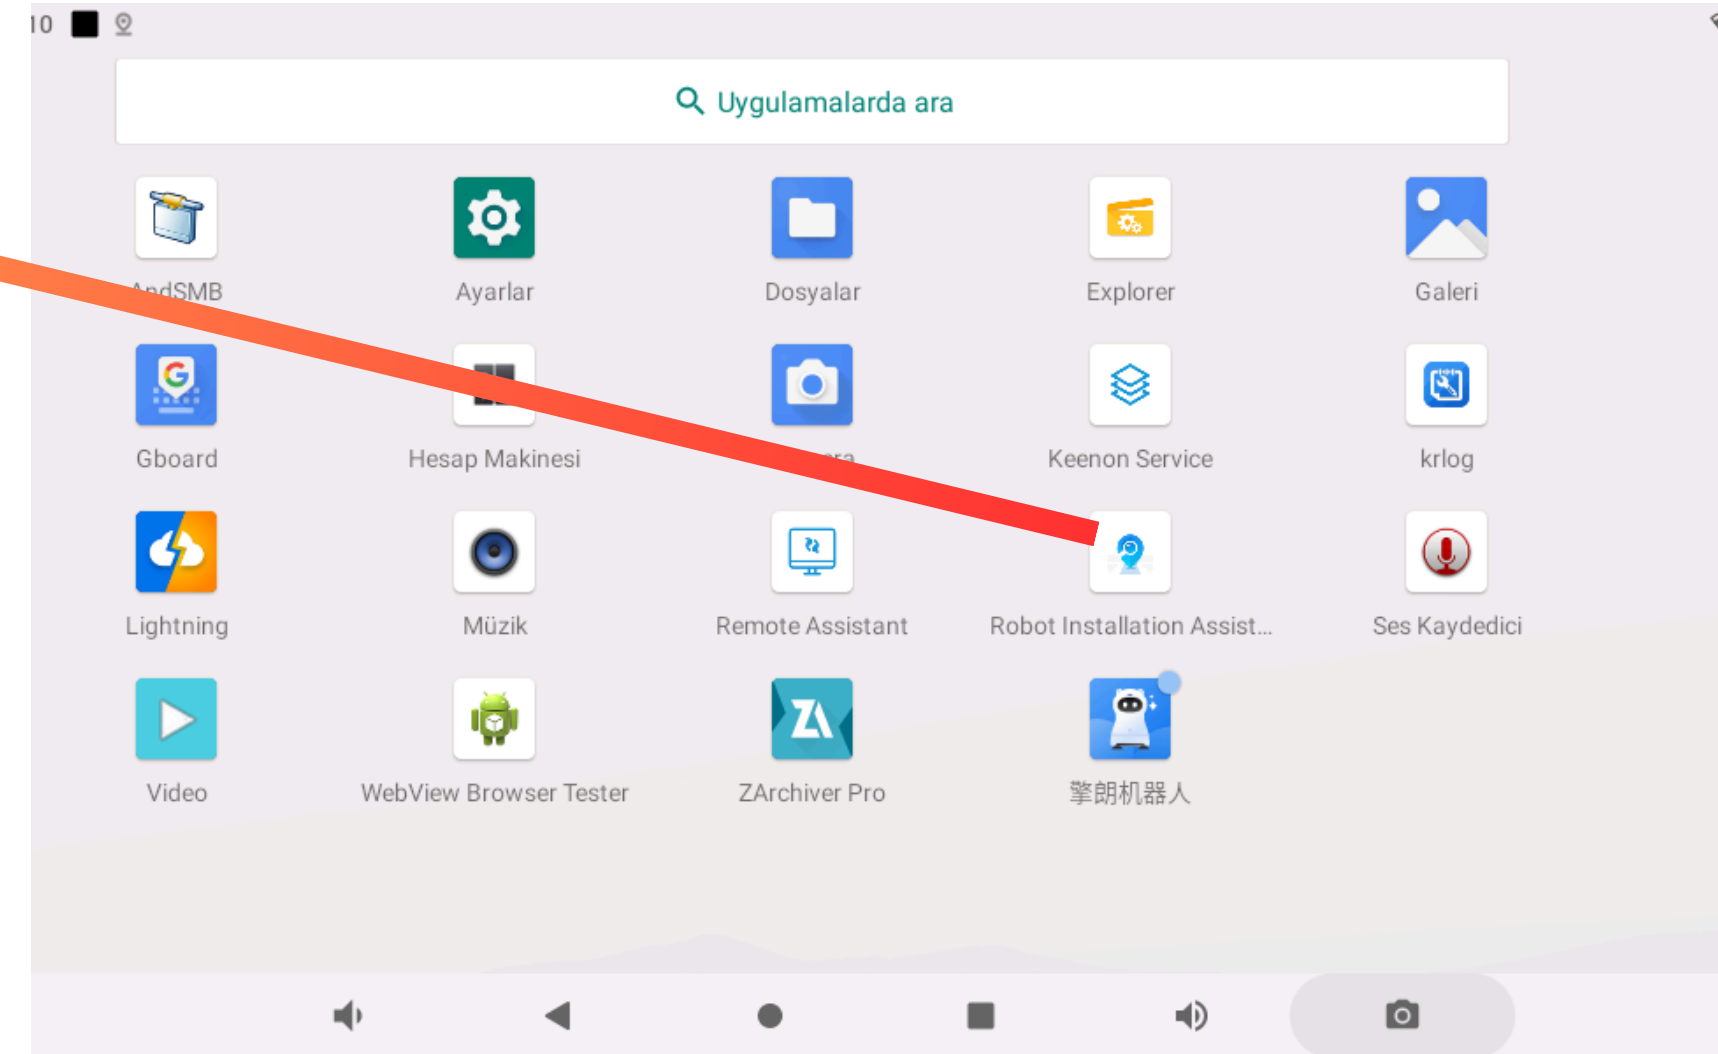 10
Uygulamalarda ara
AndSMB
Ayarlar
Dosyalar
Explorer
Galeri
Gboard
Hesap Makinesi
Keenon Service
krlog
Lightning
Müzik
Remote Assistant
Robot Installation Assist...
Ses Kaydedici
Video
WebView Browser Tester
ZArchiver Pro
擎朗机器人